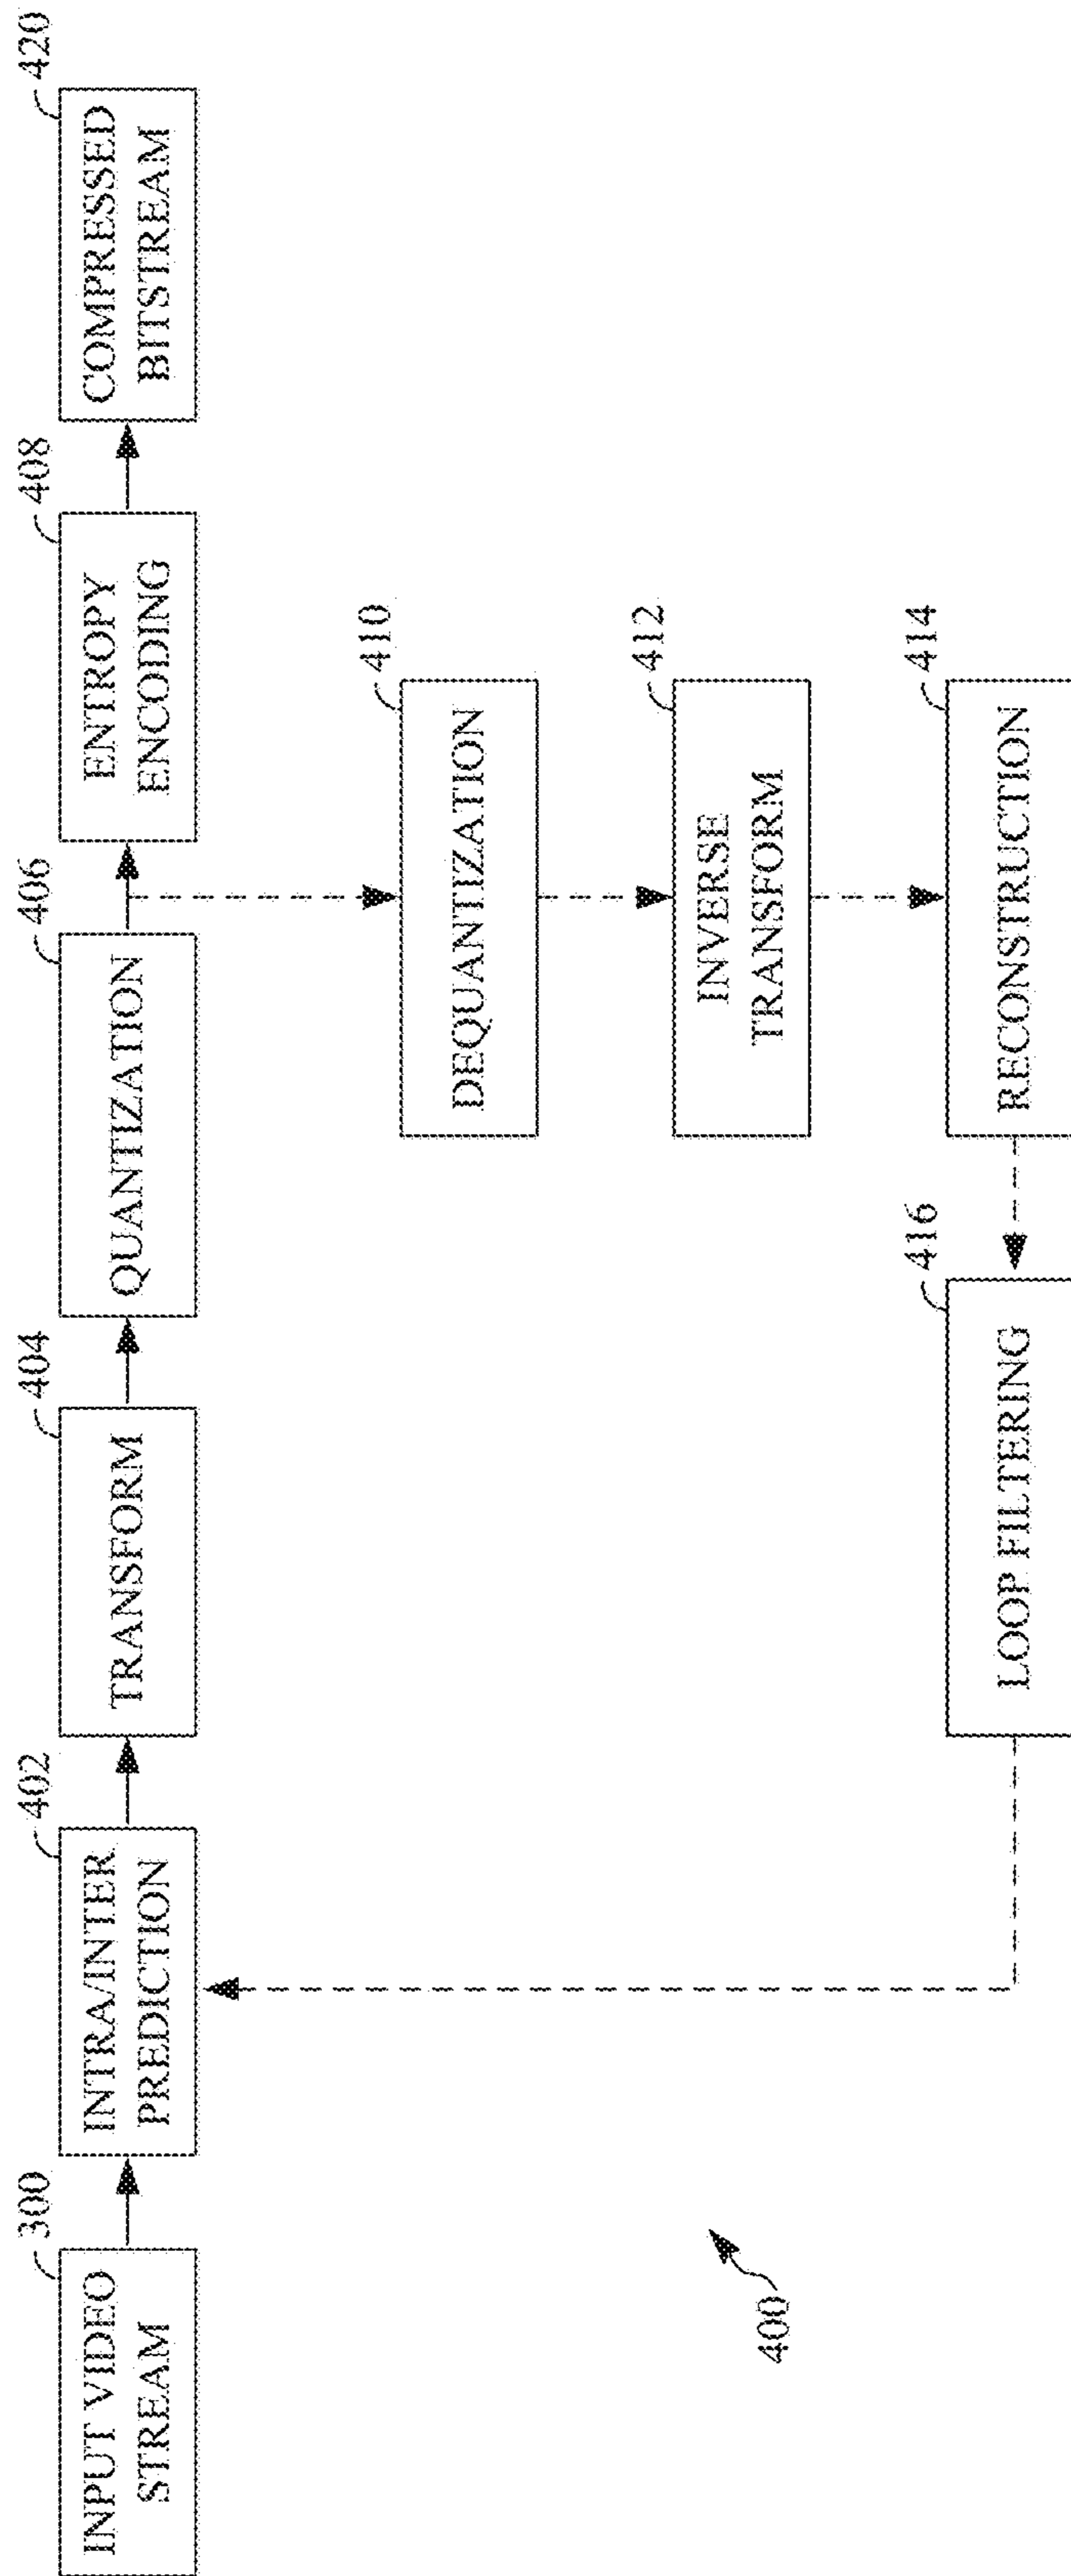 300
INPUT VIDEO
STREAM
402
INTRA/INTER
PREDICTION
404
TRANSFORM
406
QUANTIZATION
408
ENTROPY
ENCODING
420
COMPRESSED
BITSTREAM
410
DEQUANTIZATION
412
INVERSE
TRANSFORM
414
RECONSTRUCTION
416
LOOP FILTERING
400